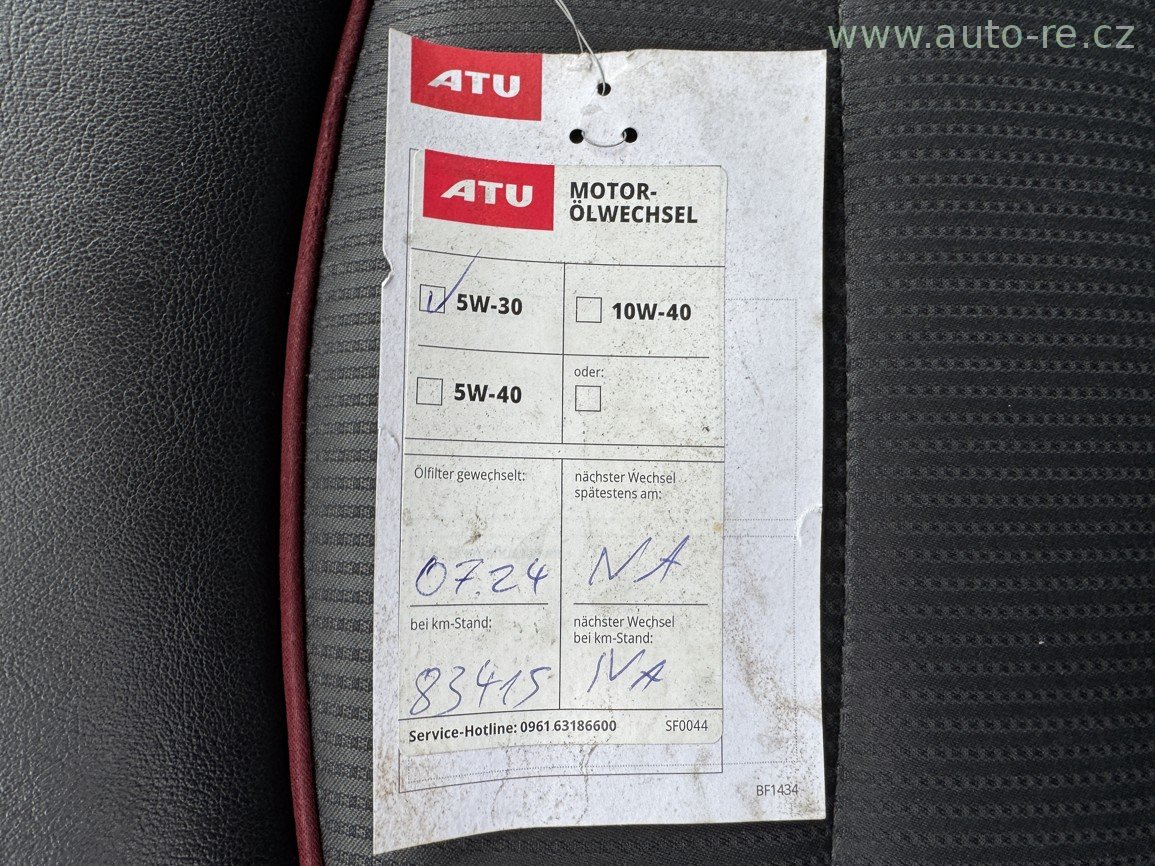 www.auto-re.cz
ATU
ATU
MOTOR-
ÖLWECHSEL
5W-30
10W-40
5W-40
oder:
Ölfilter gewechselt:
nächster Wechsel
spätestens am:
07.24
NA
bei km-Stand:
nächster Wechsel
bei km-Stand:
83415
NA
Service-Hotline: 0961 63186600
SF0044
BF1434